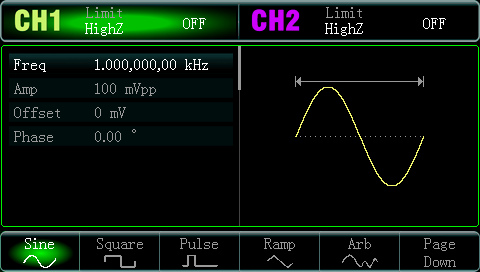 CH1 Limit OFF CH2 Limit OFF
HighZ HighZ
Freq 1.000,000,00 kHz
Amp 100 mVpp
Offset 0 mV
Phase 0.00 °
Sine Square Pulse Ramp Arb Page
Down